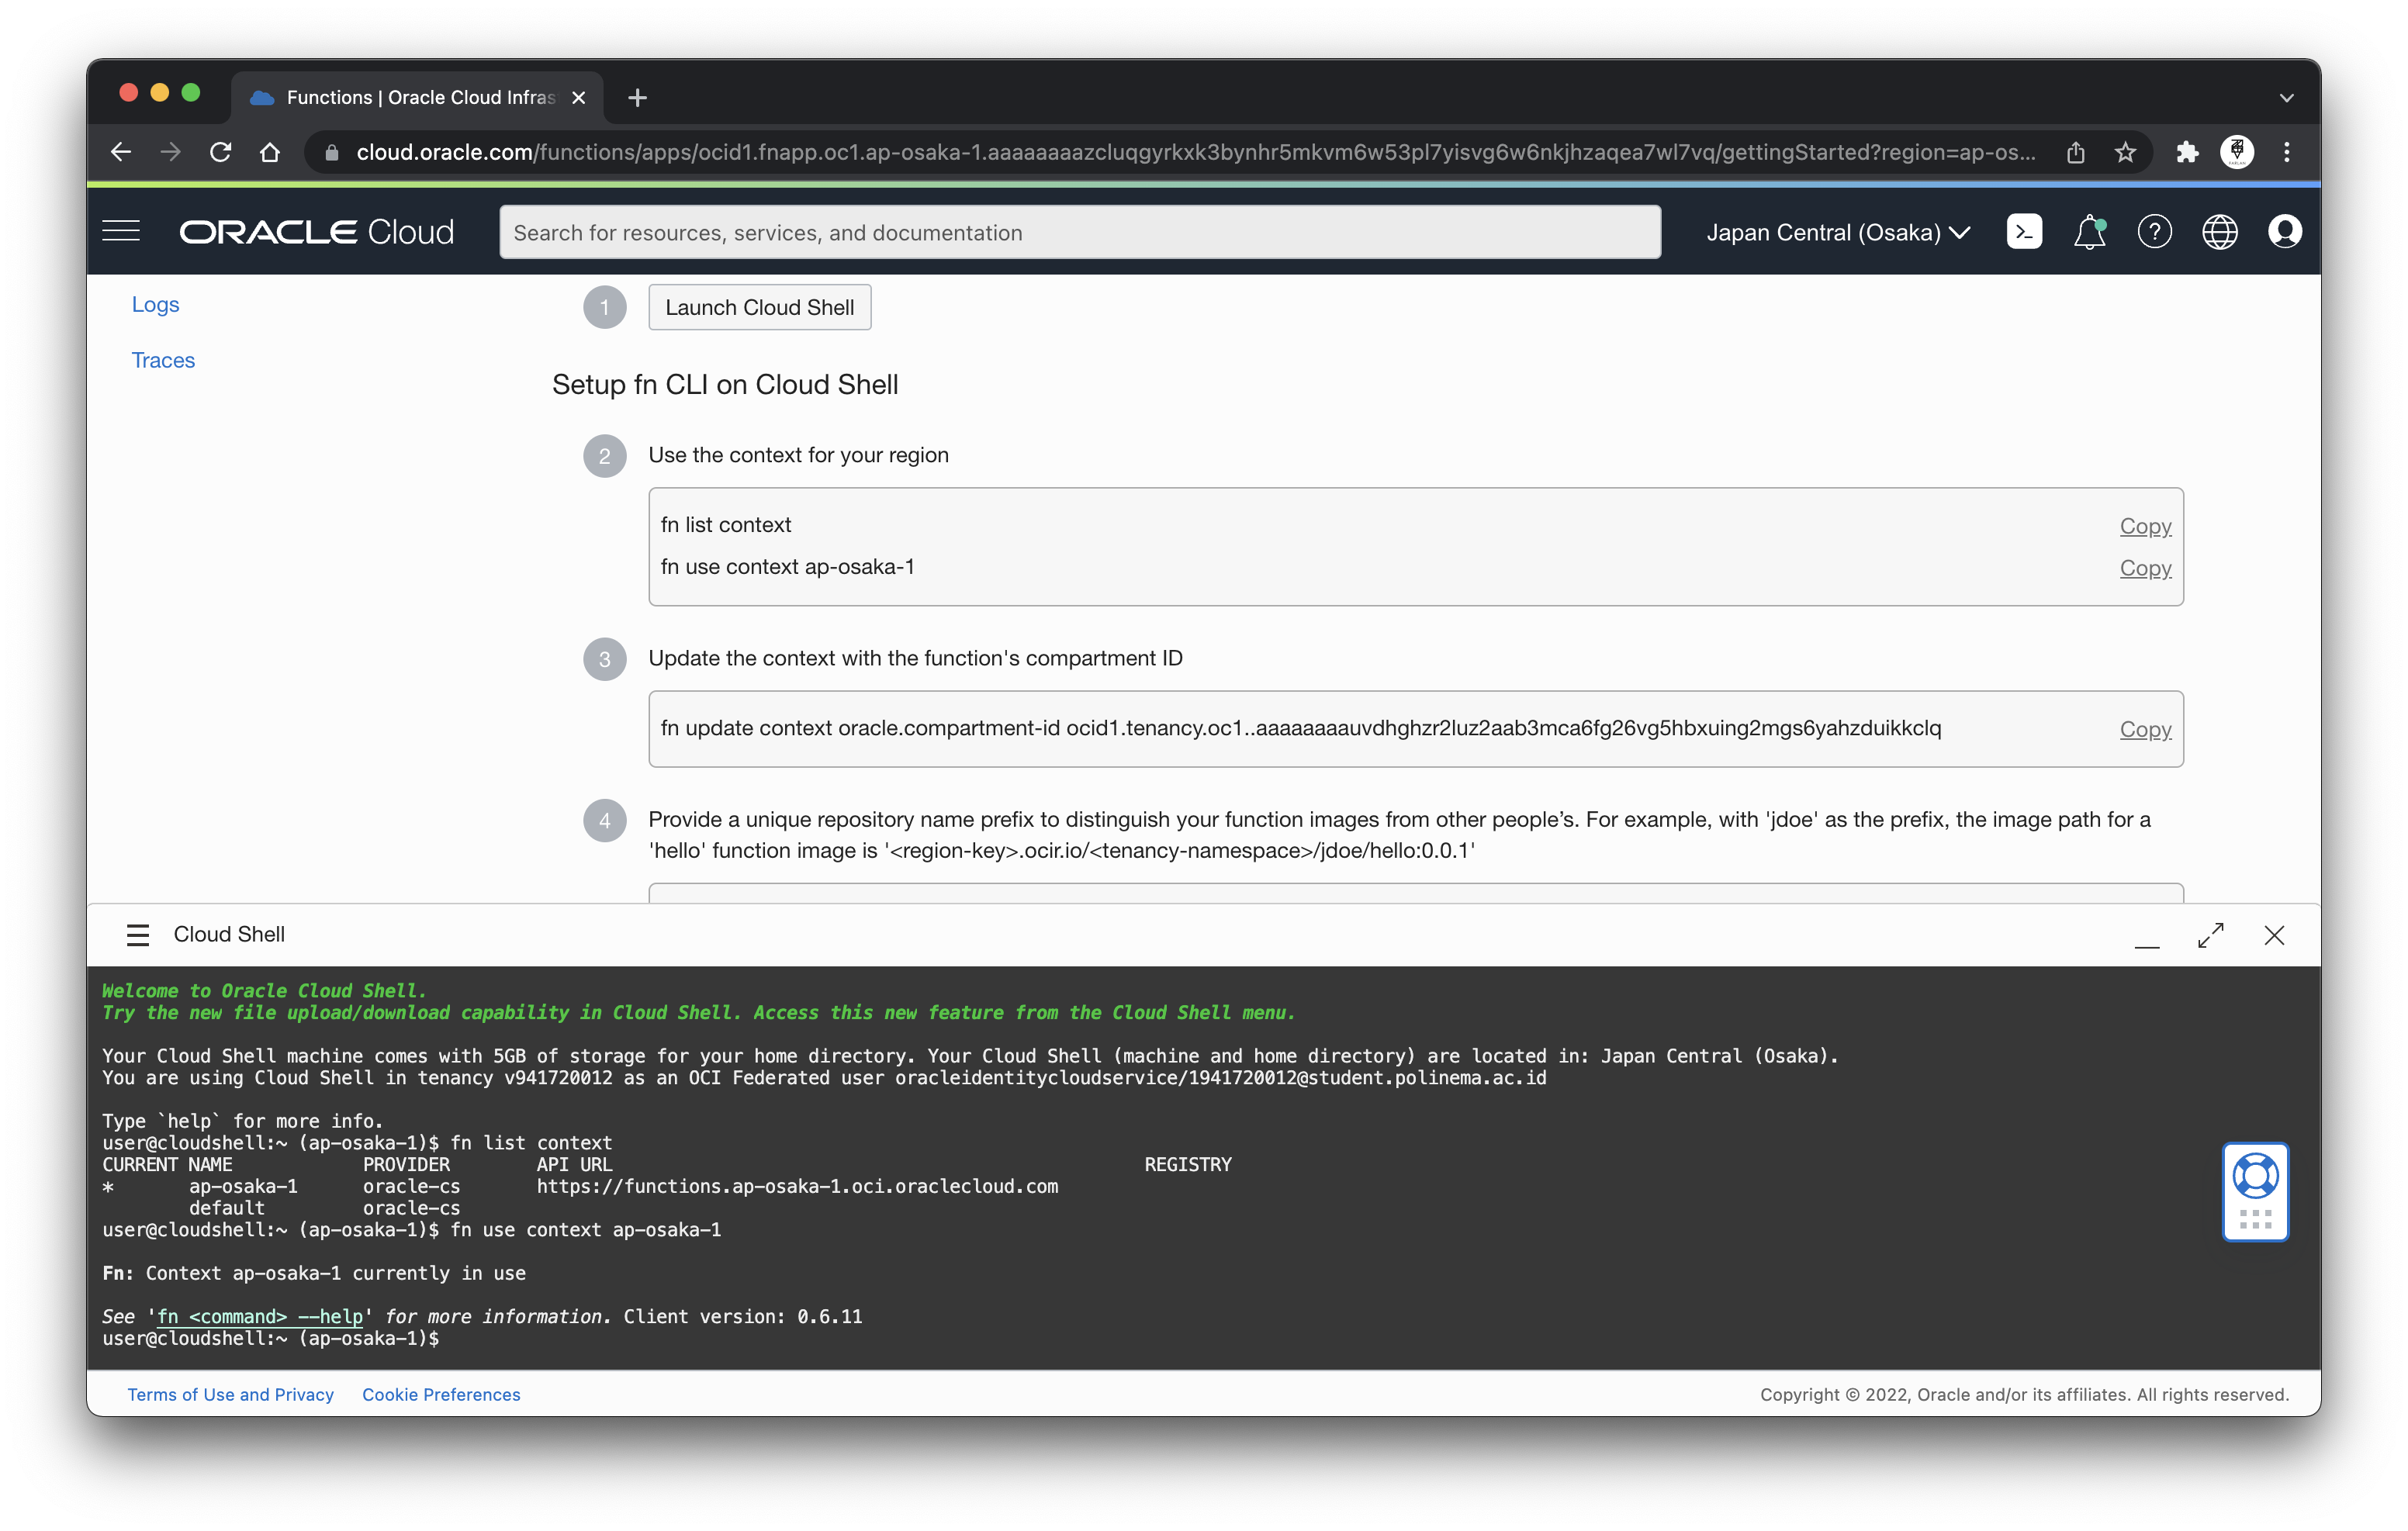 Functions | Oracle Cloud Infras
cloud.oracle.com/functions/apps/ocid1.fnapp.oc1.ap-osaka-1.aaaaaaaazcluqgyrkxk3bynhr5mkvm6w53pl7yisvg6w6nkjhzaqea7wl7vq/gettingStarted?region=ap-os...
ORACLE Cloud
Search for resources, services, and documentation
Japan Central (Osaka)
Logs
Traces
1 Launch Cloud Shell
Setup fn CLI on Cloud Shell
2 Use the context for your region
fn list context Copy
fn use context ap-osaka-1 Copy
3 Update the context with the function's compartment ID
fn update context oracle.compartment-id ocid1.tenancy.oc1..aaaaaaaauvdhghzr2luz2aab3mca6fg26vg5hbxuing2mgs6yahzduikkclq Copy
4 Provide a unique repository name prefix to distinguish your function images from other people’s. For example, with 'jdoe' as the prefix, the image path for a
'hello' function image is '<region-key>.ocir.io/<tenancy-namespace>/jdoe/hello:0.0.1'
Cloud Shell
Welcome to Oracle Cloud Shell.
Try the new file upload/download capability in Cloud Shell. Access this new feature from the Cloud Shell menu.
Your Cloud Shell machine comes with 5GB of storage for your home directory. Your Cloud Shell (machine and home directory) are located in: Japan Central (Osaka).
You are using Cloud Shell in tenancy v941720012 as an OCI Federated user oracleidentitycloudservice/1941720012@student.polinema.ac.id
Type `help` for more info.
user@cloudshell:~ (ap-osaka-1)$ fn list context
CURRENT NAME PROVIDER API URL REGISTRY
* ap-osaka-1 oracle-cs https://functions.ap-osaka-1.oci.oraclecloud.com
default oracle-cs
user@cloudshell:~ (ap-osaka-1)$ fn use context ap-osaka-1
Fn: Context ap-osaka-1 currently in use
See 'fn <command> --help' for more information. Client version: 0.6.11
user@cloudshell:~ (ap-osaka-1)$
Terms of Use and Privacy Cookie Preferences Copyright © 2022, Oracle and/or its affiliates. All rights reserved.